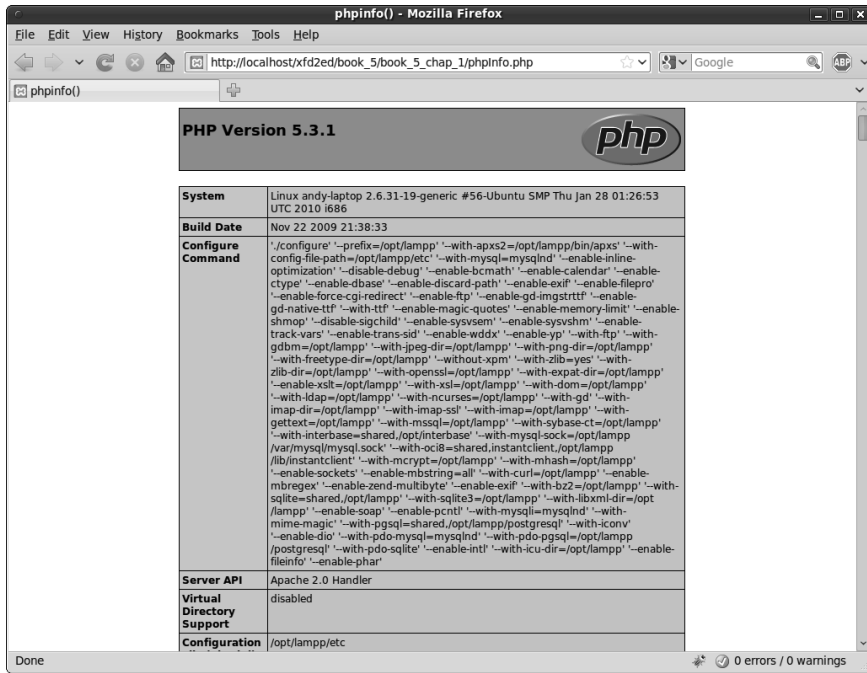 phpinfo() - Mozilla Firefox
File Edit View History Bookmarks Tools Help
http://localhost/xfd2ed/book_5/book_5_chap_1/phpInfo.php
Google
ABP
phpinfo()
PHP Version 5.3.1
php
System
Linux andy-laptop 2.6.31-19-generic #56-Ubuntu SMP Thu Jan 28 01:26:53
UTC 2010 i686
Build Date
Nov 22 2009 21:38:33
Configure
Command
'./configure' '--prefix=/opt/lampp' '--with-apxs2=/opt/lampp/bin/apxs' '--with-
config-file-path=/opt/lampp/etc' '--with-mysql=mysqlnd' '--enable-inline-
optimization' '--disable-debug' '--enable-bcmath' '--enable-calendar' '--enable-
ctype' '--enable-dbase' '--enable-discard-path' '--enable-exif' '--enable-filepro'
'--enable-force-cgi-redirect' '--enable-ftp' '--enable-gd-imgstrttf' '--enable-
gd-native-ttf' '--with-ttf' '--enable-magic-quotes' '--enable-memory-limit' '--enable-
shmop' '--disable-sigchild' '--enable-sysvsem' '--enable-sysvshm' '--enable-
track-vars' '--enable-trans-sid' '--enable-wddx' '--enable-yp' '--with-ftp' '--with-
gdbm=/opt/lampp' '--with-jpeg-dir=/opt/lampp' '--with-png-dir=/opt/lampp'
'--with-freetype-dir=/opt/lampp' '--without-xpm' '--with-zlib=yes' '--with-
zlib-dir=/opt/lampp' '--with-openssl=/opt/lampp' '--with-expat-dir=/opt/lampp'
'--enable-xslt=/opt/lampp' '--with-xsl=/opt/lampp' '--with-dom=/opt/lampp'
'--with-ldap=/opt/lampp' '--with-ncurses=/opt/lampp' '--with-gd' '--with-
imap-dir=/opt/lampp' '--with-imap-ssl' '--with-imap=/opt/lampp' '--with-
gettext=/opt/lampp' '--with-mssql=/opt/lampp' '--with-sybase-ct=/opt/lampp'
'--with-interbase=shared,/opt/interbase' '--with-mysql-sock=/opt/lampp
/var/mysql/mysql.sock' '--with-oci8=shared,instantclient,/opt/lampp
/lib/instantclient' '--with-mcrypt=/opt/lampp' '--with-mhash=/opt/lampp'
'--enable-sockets' '--enable-mbstring=all' '--with-curl=/opt/lampp' '--enable-
mbregex' '--enable-zend-multibyte' '--enable-exif' '--with-bz2=/opt/lampp' '--with-
sqlite=shared,/opt/lampp' '--with-sqlite3=/opt/lampp' '--with-libxml-dir=/opt
/lampp' '--enable-soap' '--enable-pcntl' '--with-mysqli=mysqlnd' '--with-
mime-magic' '--with-pgsql=shared,/opt/lampp/postgresql' '--with-iconv'
'--enable-dio' '--with-pdo-mysql=mysqlnd' '--with-pdo-pgsql=/opt/lampp
/postgresql' '--with-pdo-sqlite' '--enable-intl' '--with-icu-dir=/opt/lampp' '--enable-
fileinfo' '--enable-phar'
Server API
Apache 2.0 Handler
Virtual
Directory
Support
disabled
Configuration
/opt/lampp/etc
Done
0 errors / 0 warnings